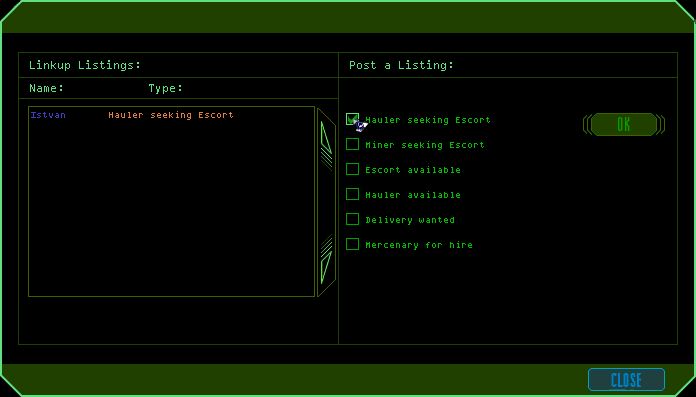 Linkup Listings:
Post a Listing:
Name: Type:
Istvan Hauler seeking Escort
Hauler seeking Escort
OK
Miner seeking Escort
Escort available
Hauler available
Delivery wanted
Mercenary for hire
CLOSE